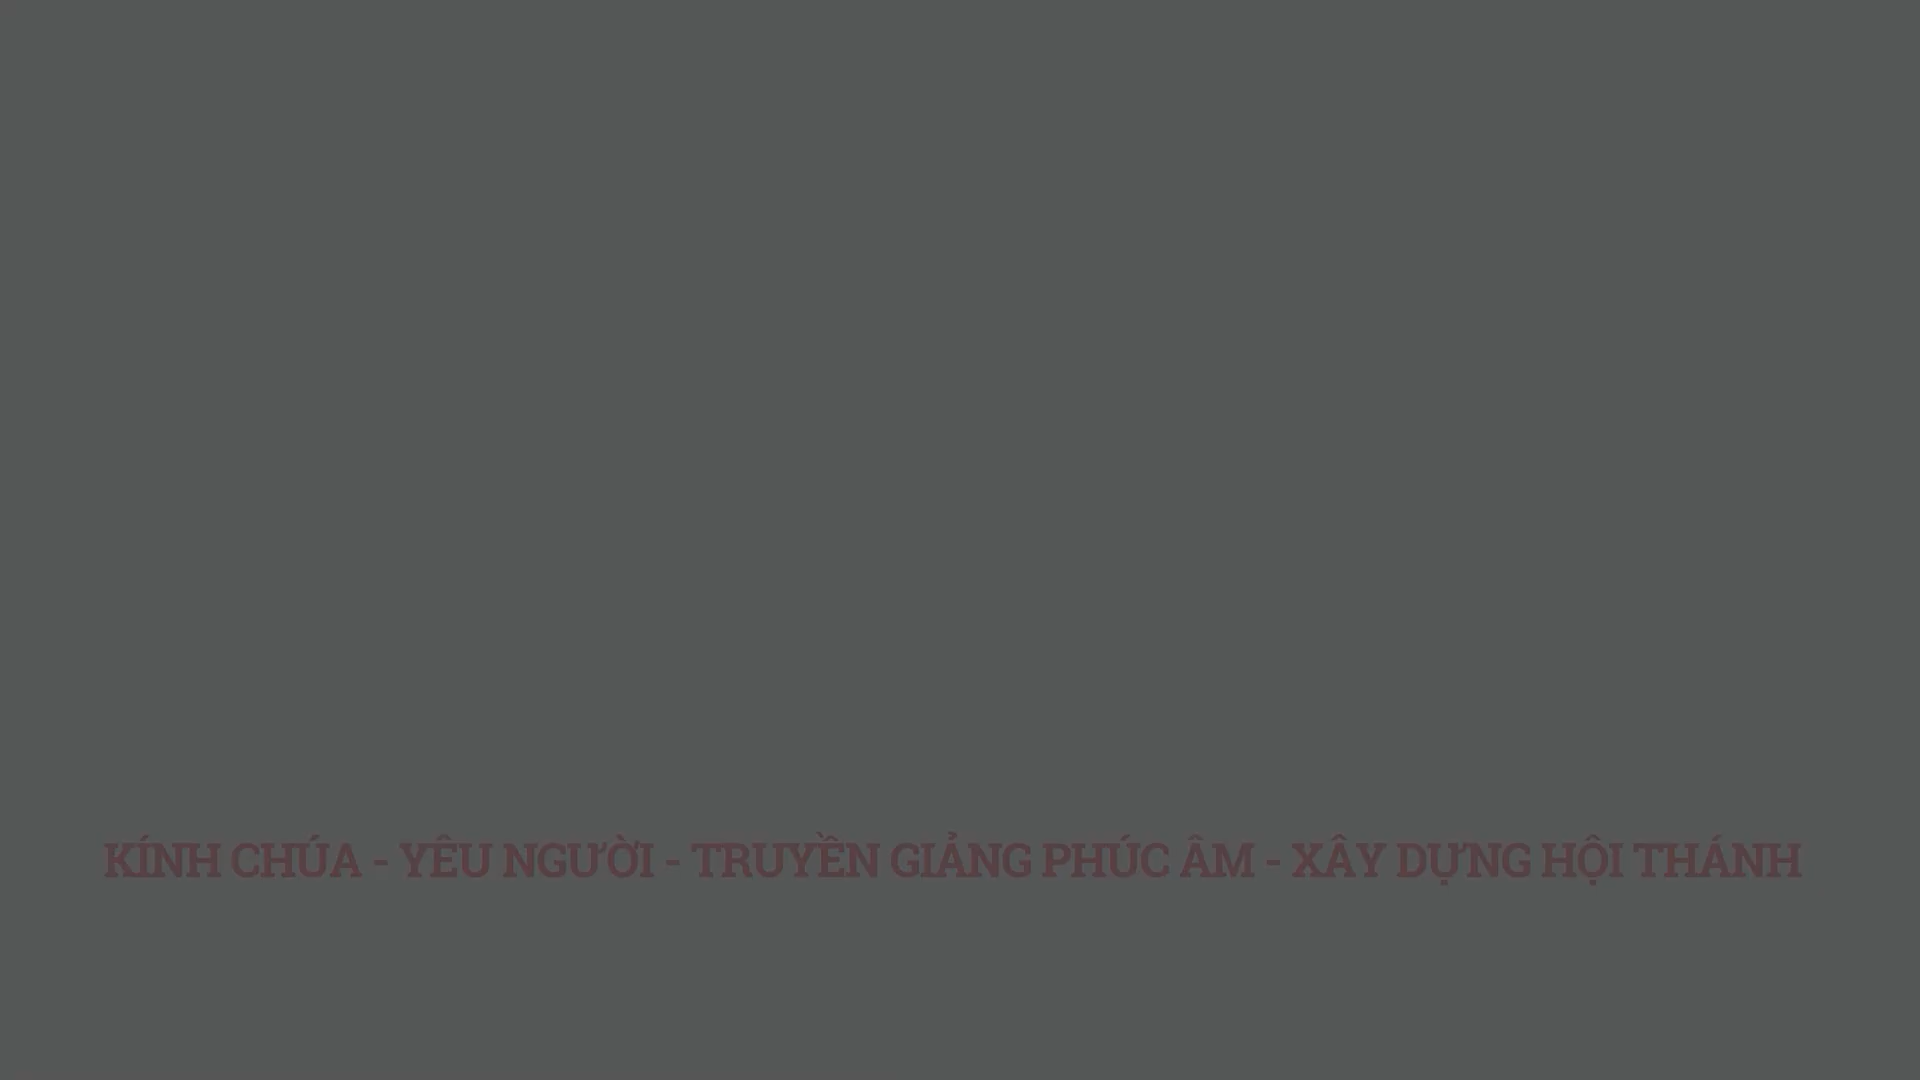 KÍNH CHÚA - YÊU NGƯỜI - TRUYỀN GIẢNG PHÚC ÂM - XÂY DỰNG HỘI THÁNH